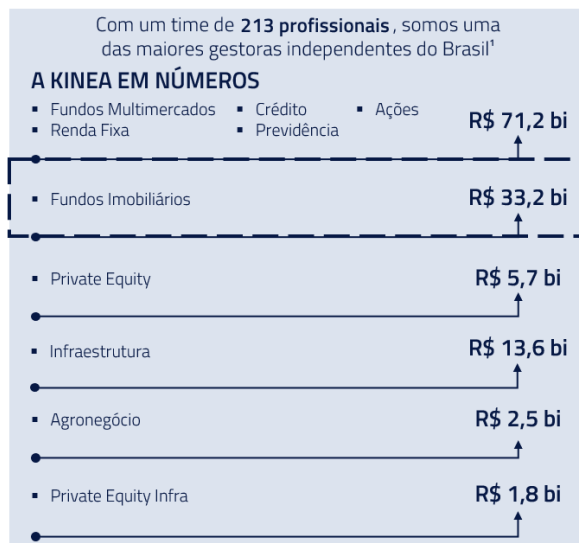 Com um time de 213 profissionais, somos uma
das maiores gestoras independentes do Brasil¹
A KINEA EM NÚMEROS
▪ Fundos Multimercados ▪ Crédito ▪ Ações
▪ Renda Fixa ▪ Previdência
R$ 71,2 bi
▪ Fundos Imobiliários R$ 33,2 bi
▪ Private Equity R$ 5,7 bi
▪ Infraestrutura R$ 13,6 bi
▪ Agronegócio R$ 2,5 bi
▪ Private Equity Infra R$ 1,8 bi